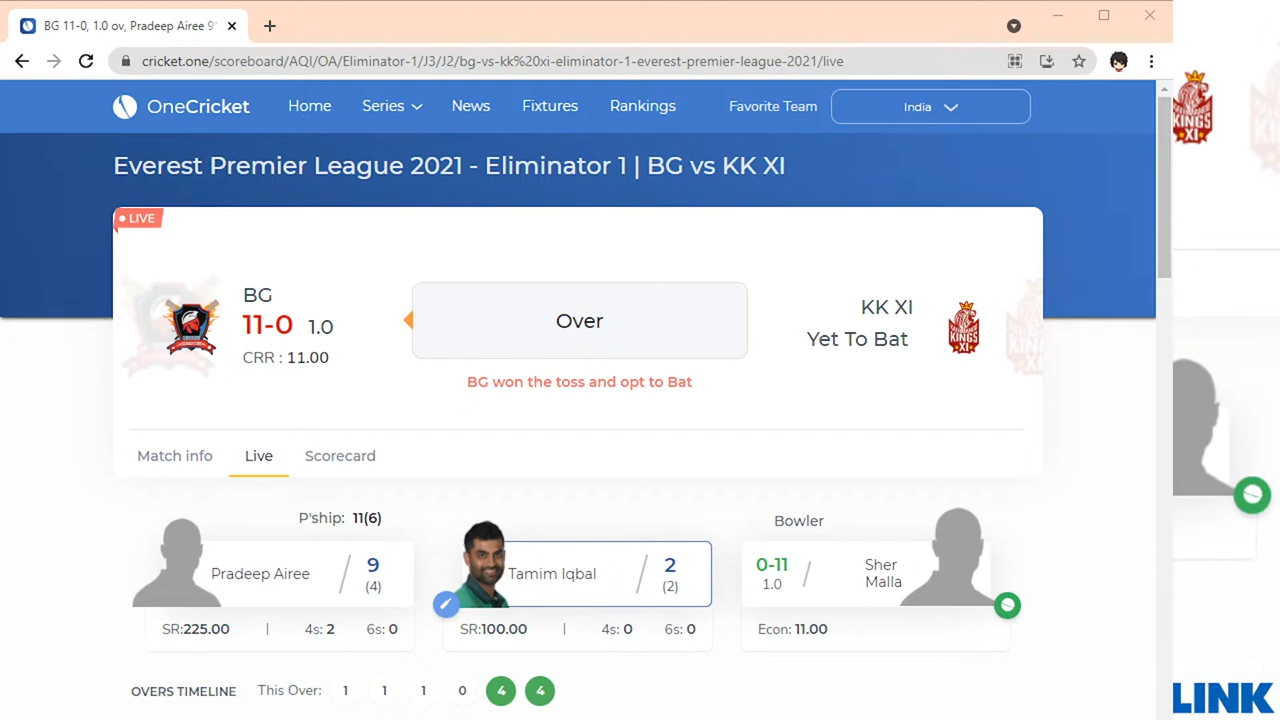 BG 11-0, 1.0 ov, Pradeep Airee 9*
cricket.one/scoreboard/AQI/OA/Eliminator-1/J3/J2/bg-vs-kk%20xi-eliminator-1-everest-premier-league-2021/live
OneCricket Home Series News Fixtures Rankings Favorite Team India
Everest Premier League 2021 - Eliminator 1 | BG vs KK XI
LIVE
BG
11-0 1.0
CRR : 11.00
Over
KK XI
Yet To Bat
BG won the toss and opt to Bat
KINGS
XI
KINGS
XI
Match info Live Scorecard
P'ship: 11(6)
Pradeep Airee 9 (4)
SR:225.00 | 4s: 2 6s: 0
Tamim Iqbal 2 (2)
SR:100.00 | 4s: 0 6s: 0
Bowler
0-11
1.0
Sher
Malla
Econ: 11.00
OVERS TIMELINE This Over: 1 1 1 0 4 4
LINK